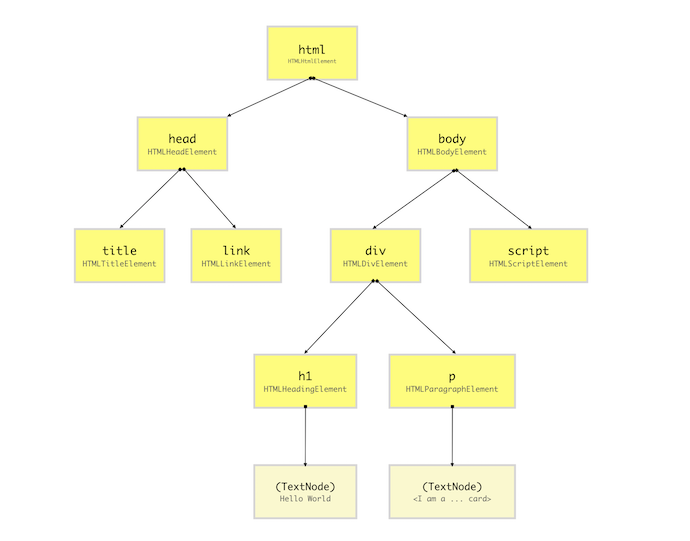 html
HTMLHtmlElement
head
HTMLHeadElement
body
HTMLBodyElement
title
HTMLTitleElement
link
HTMLLinkElement
div
HTMLDivElement
script
HTMLScriptElement
h1
HTMLHeadingElement
p
HTMLParagraphElement
(TextNode)
Hello World
(TextNode)
<I am a ... card>